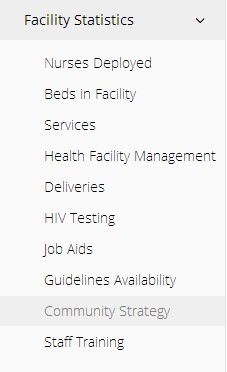 Facility Statistics
Nurses Deployed
Beds in Facility
Services
Health Facility Management
Deliveries
HIV Testing
Job Aids
Guidelines Availability
Community Strategy
Staff Training